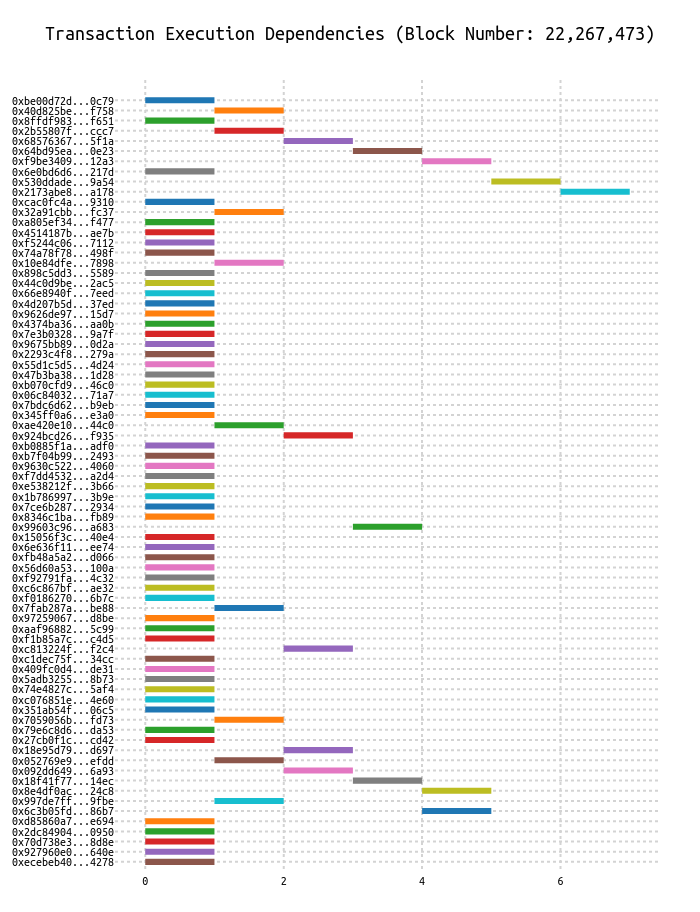 Transaction Execution Dependencies (Block Number: 22,267,473)
0xbe00d72d...0c79
0x40d825be...f758
0x8ffdf983...f651
0x2b55807f...ccc7
0x68576367...5f1a
0x64bd95ea...0e23
0xf9be3409...12a3
0x6e0bd6d6...217d
0x530ddade...9a54
0x2173abe8...a178
0xcac0fc4a...9310
0x32a91cbb...fc37
0xa805ef34...f477
0x4514187b...ae7b
0xf5244c06...7112
0x74a78f78...498f
0x10e84dfe...7898
0x898c5dd3...5589
0x44c0d9be...2ac5
0x66e8940f...7eed
0x4d207b5d...37ed
0x9626de97...15d7
0x4374ba36...aa0b
0x7e3b0328...9a7f
0x9675bb89...0d2a
0x2293c4f8...279a
0x55d1c5d5...4d24
0x47b3ba38...1d28
0xb070cfd9...46c0
0x06c84032...71a7
0x7bdc6d62...b9eb
0x345ff0a6...e3a0
0xae420e10...44c0
0x924bcd26...f935
0xb0885f1a...adf0
0xb7f04b99...2493
0x9630c522...4060
0xf7dd4532...a2d4
0xe538212f...3b66
0x1b786997...3b9e
0x7ce6b287...2934
0x8346c1ba...fb89
0x99603c96...a683
0x15056f3c...40e4
0x6e636f11...ee74
0xfb48a5a2...d066
0x56d60a53...100a
0xf92791fa...4c32
0xc6c867bf...ae32
0xf0186270...6b7c
0x7fab287a...be88
0x97259067...d8be
0xaaf96882...5c99
0xf1b85a7c...c4d5
0xc813224f...f2c4
0xc1dec75f...34cc
0x409fc0d4...de31
0x5adb3255...8b73
0x74e4827c...5af4
0xc076851e...4e60
0x351ab54f...06c5
0x7059056b...fd73
0x79e6c8d6...da53
0x27cb0f1c...cd42
0x18e95d79...d697
0x052769e9...efdd
0x092dd649...6a93
0x18f41f77...14ec
0x8e4df0ac...24c8
0x997de7ff...9fbe
0x6c3b05fd...86b7
0xd85860a7...e694
0x2dc84904...0950
0x70d738e3...8d8e
0x927960e0...640e
0xecebeb40...4278
0 2 4 6